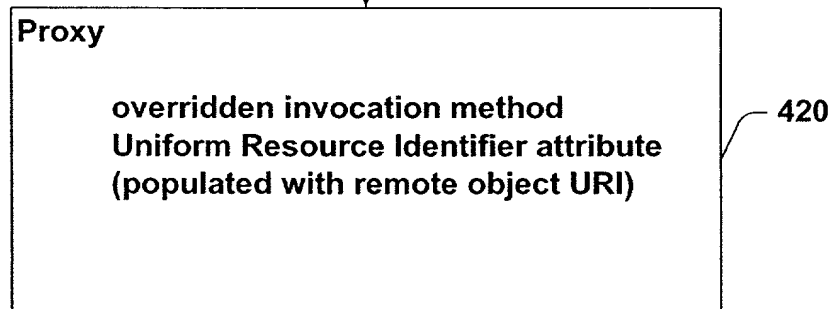 Proxy
overridden invocation method
Uniform Resource Identifier attribute
(populated with remote object URI)
420